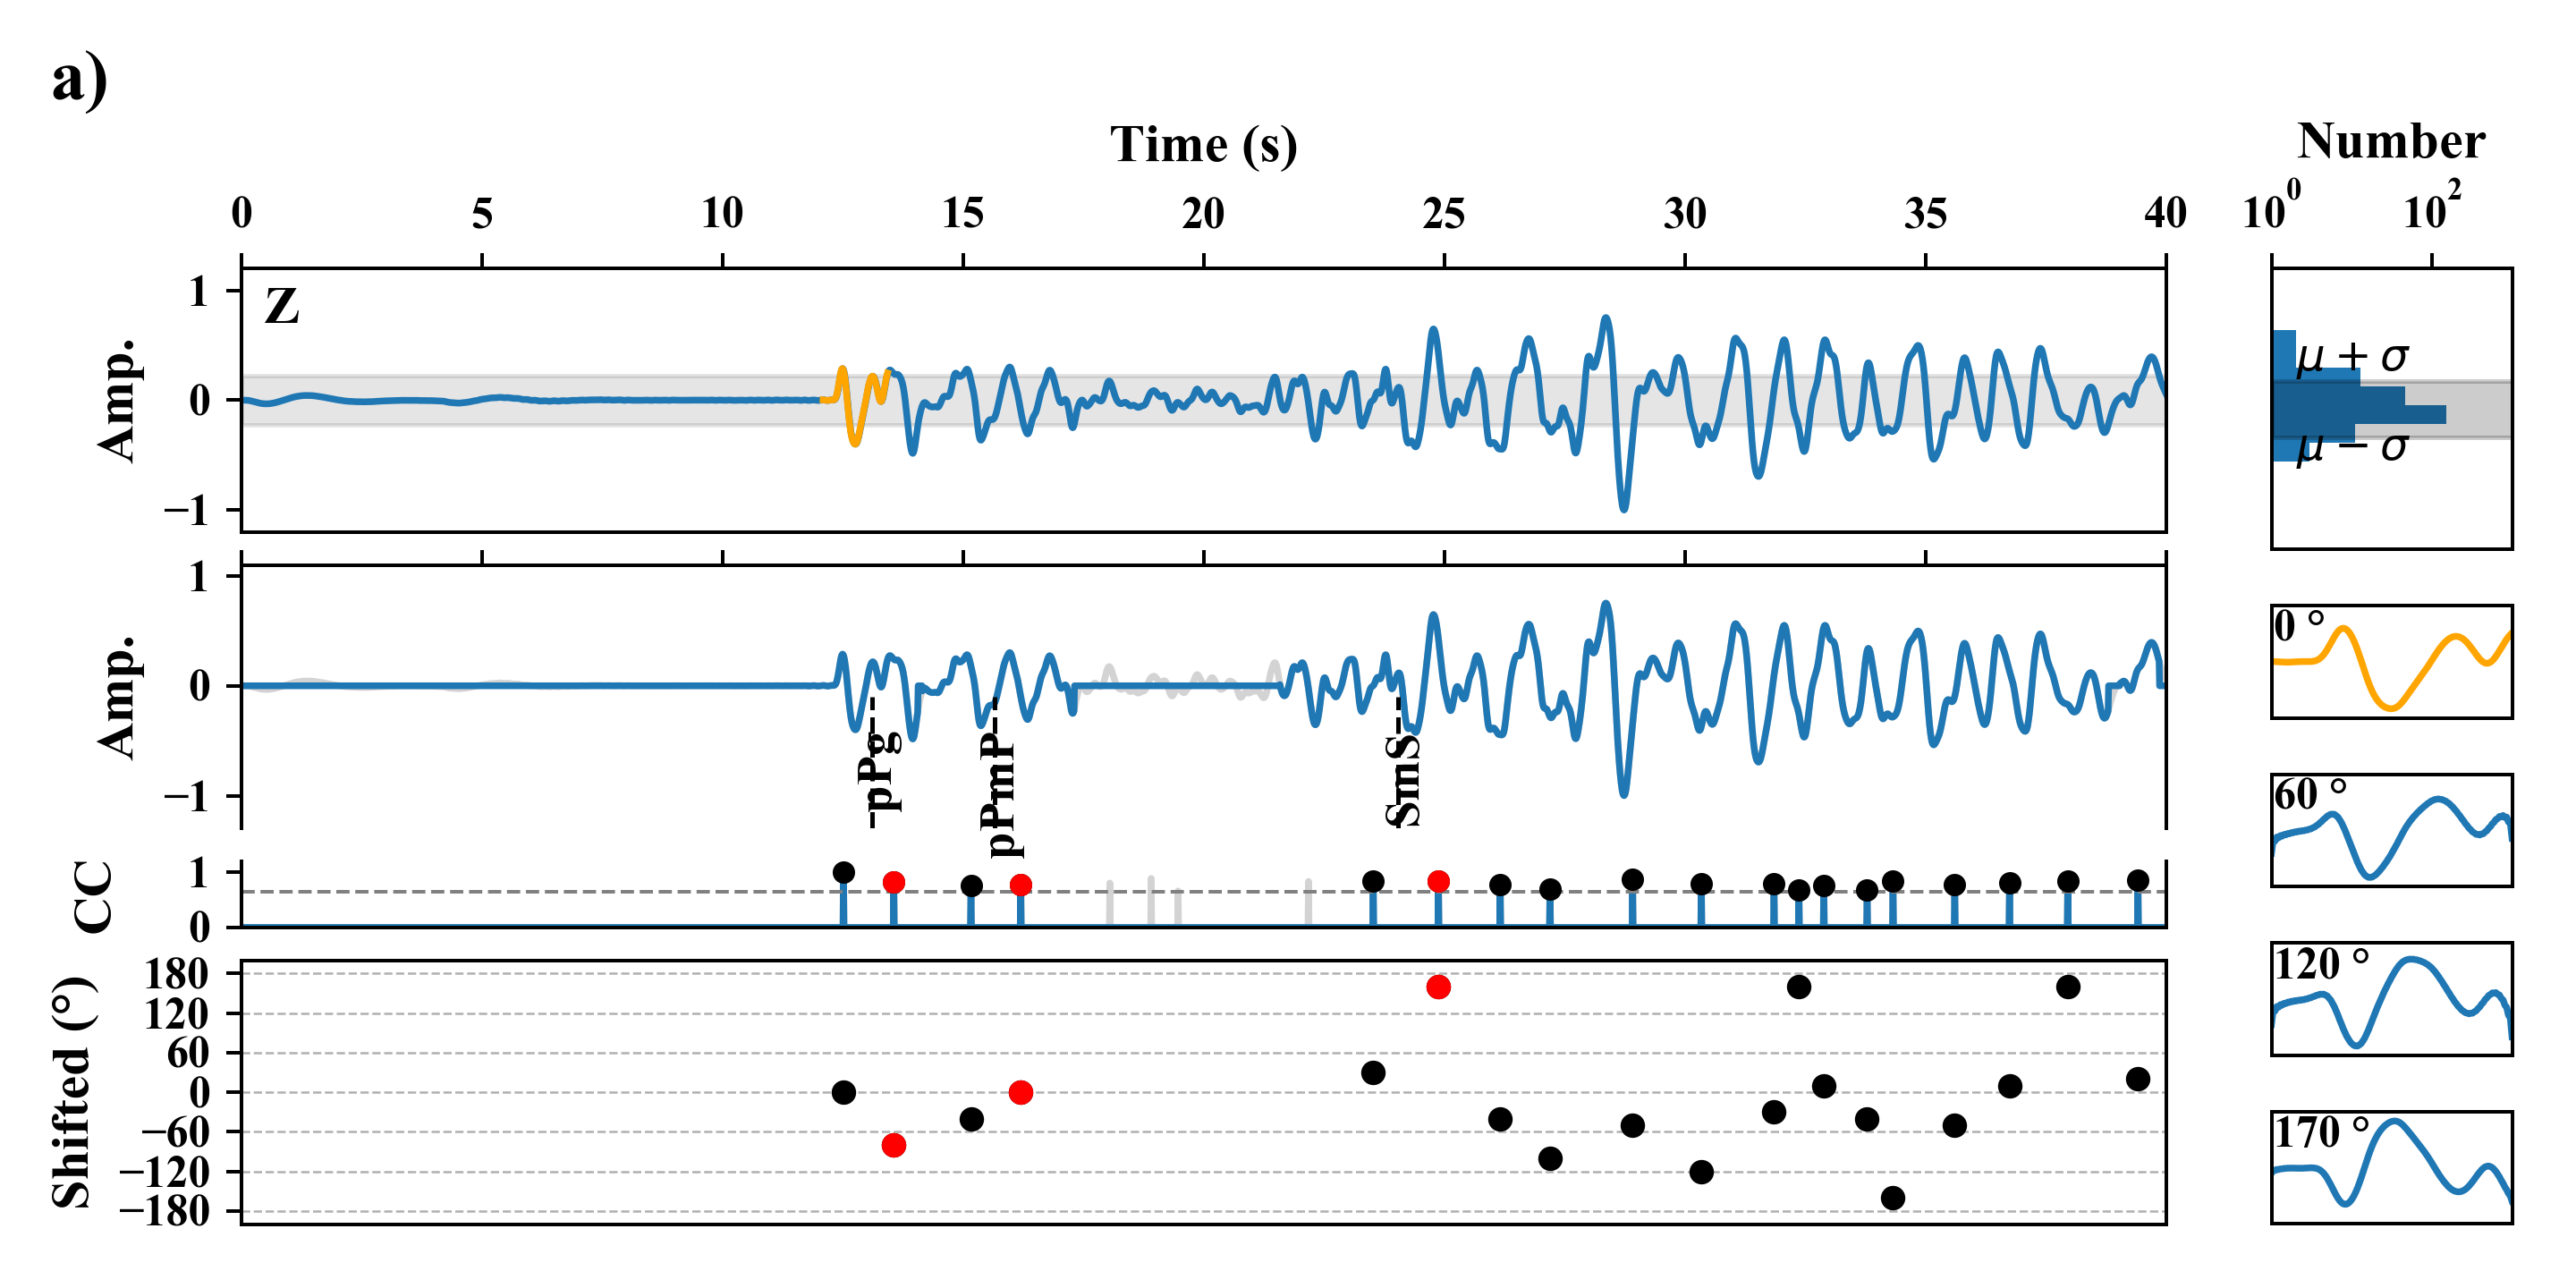 a)
Time (s)
Number
0 5 10 15 20 25 30 35 40
10^0 10^2
Z
1
0
−1
Amp.
μ + σ
μ − σ
1
0
−1
Amp.
pPg
pPmP
SmS
0 °
60 °
1
0
CC
120 °
180
120
60
0
−60
−120
−180
Shifted (°)
170 °